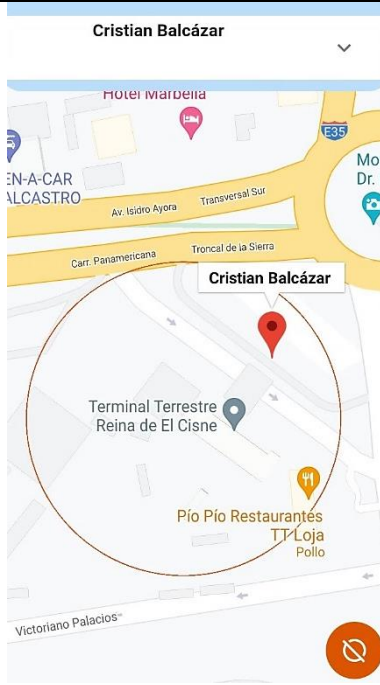 Cristian Balcázar
Hotel Marbella
E35
EN-A-CAR
ALCASTRO
Mo
Dr.
Transversal Sur
Av. Isidro Ayora
Troncal de la Sierra
Carr. Panamericana
Cristian Balcázar
Terminal Terrestre
Reina de El Cisne
Pío Pío Restaurantes
TT Loja
Pollo
Victoriano Palacios